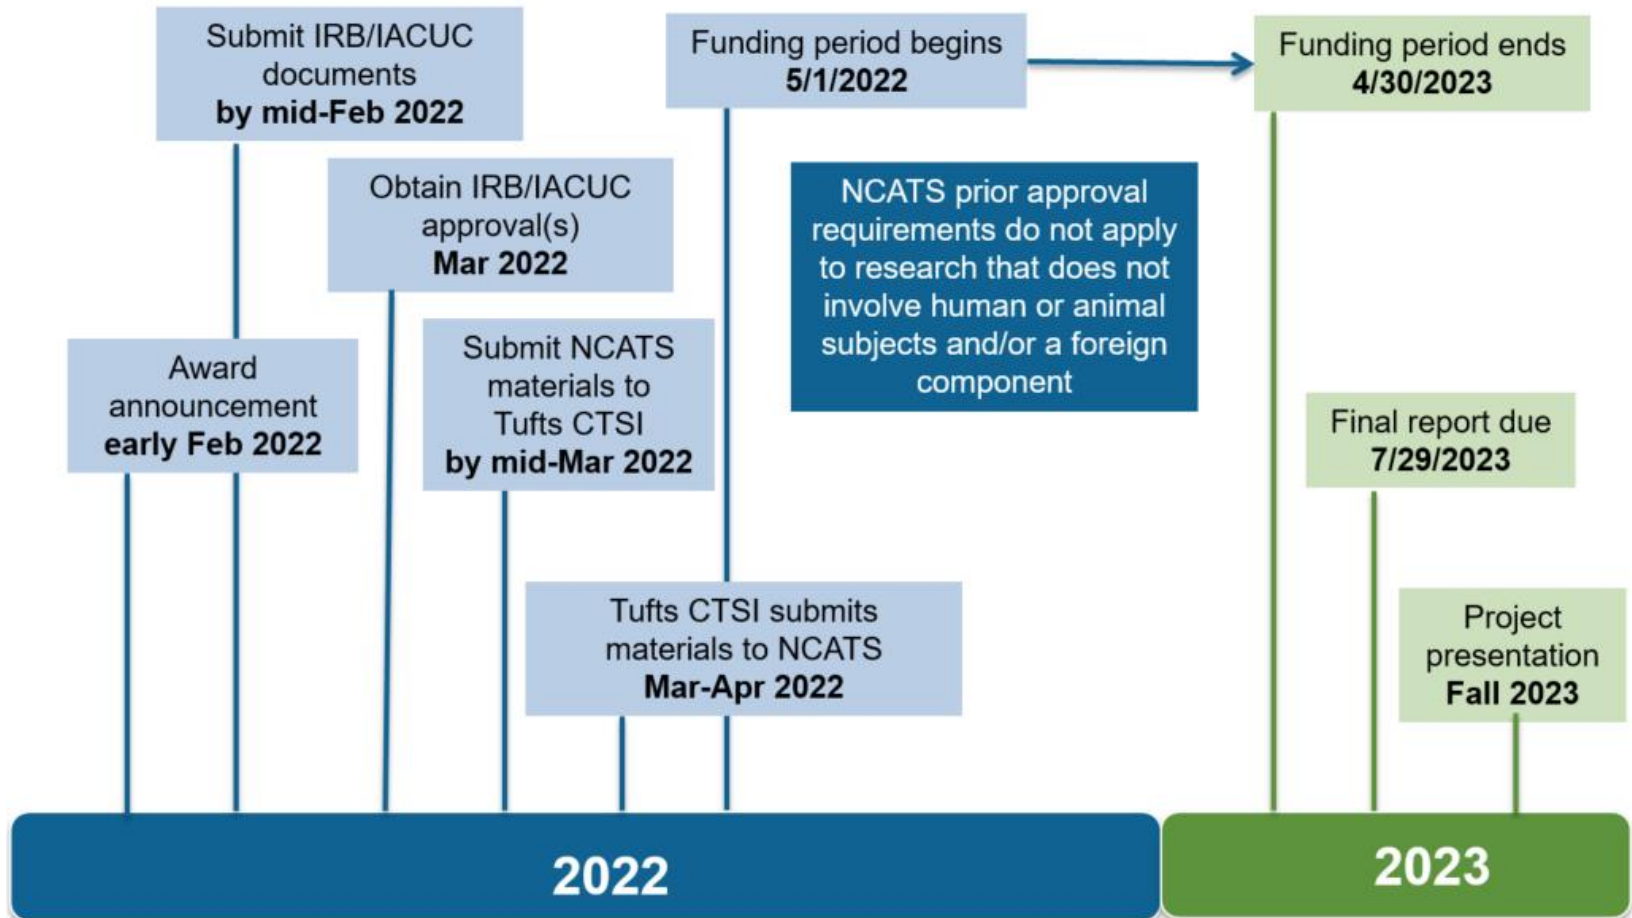 Submit IRB/IACUC
documents
by mid-Feb 2022
Funding period begins
5/1/2022
Funding period ends
4/30/2023
Obtain IRB/IACUC
approval(s)
Mar 2022
NCATS prior approval
requirements do not apply
to research that does not
involve human or animal
subjects and/or a foreign
component
Award
announcement
early Feb 2022
Submit NCATS
materials to
Tufts CTSI
by mid-Mar 2022
Final report due
7/29/2023
Tufts CTSI submits
materials to NCATS
Mar-Apr 2022
Project
presentation
Fall 2023
2022
2023